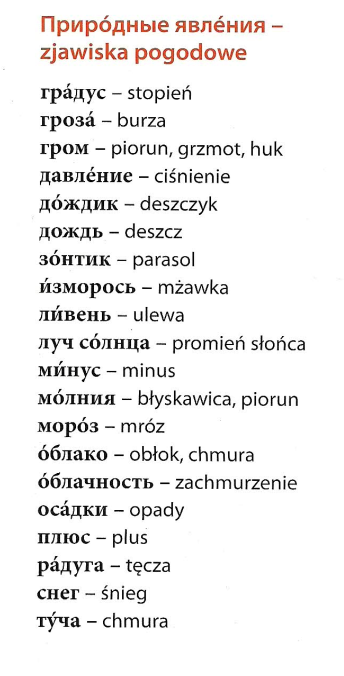 Приро́дные явле́ния –
zjawiska pogodowe
гра́дус – stopień
гроза́ – burza
гром – piorun, grzmot, huk
давле́ние – ciśnienie
до́ждик – deszczyk
дождь – deszcz
зо́нтик – parasol
и́зморось – mżawka
ли́вень – ulewa
луч со́лнца – promień słońca
ми́нус – minus
мо́лния – błyskawica, piorun
моро́з – mróz
о́блако – obłok, chmura
о́блачность – zachmurzenie
оса́дки – opady
плюс – plus
ра́дуга – tęcza
снег – śnieg
ту́ча – chmura